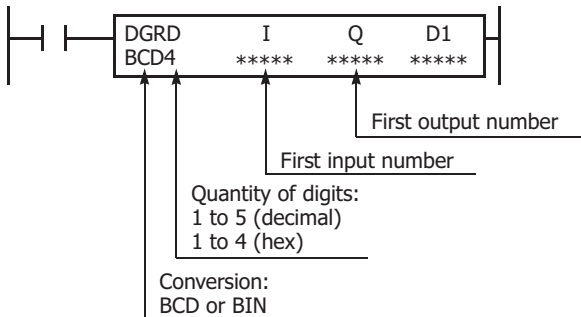 DGRD I Q D1
BCD4 ***** ***** *****
First output number
First input number
Quantity of digits:
1 to 5 (decimal)
1 to 4 (hex)
Conversion:
BCD or BIN